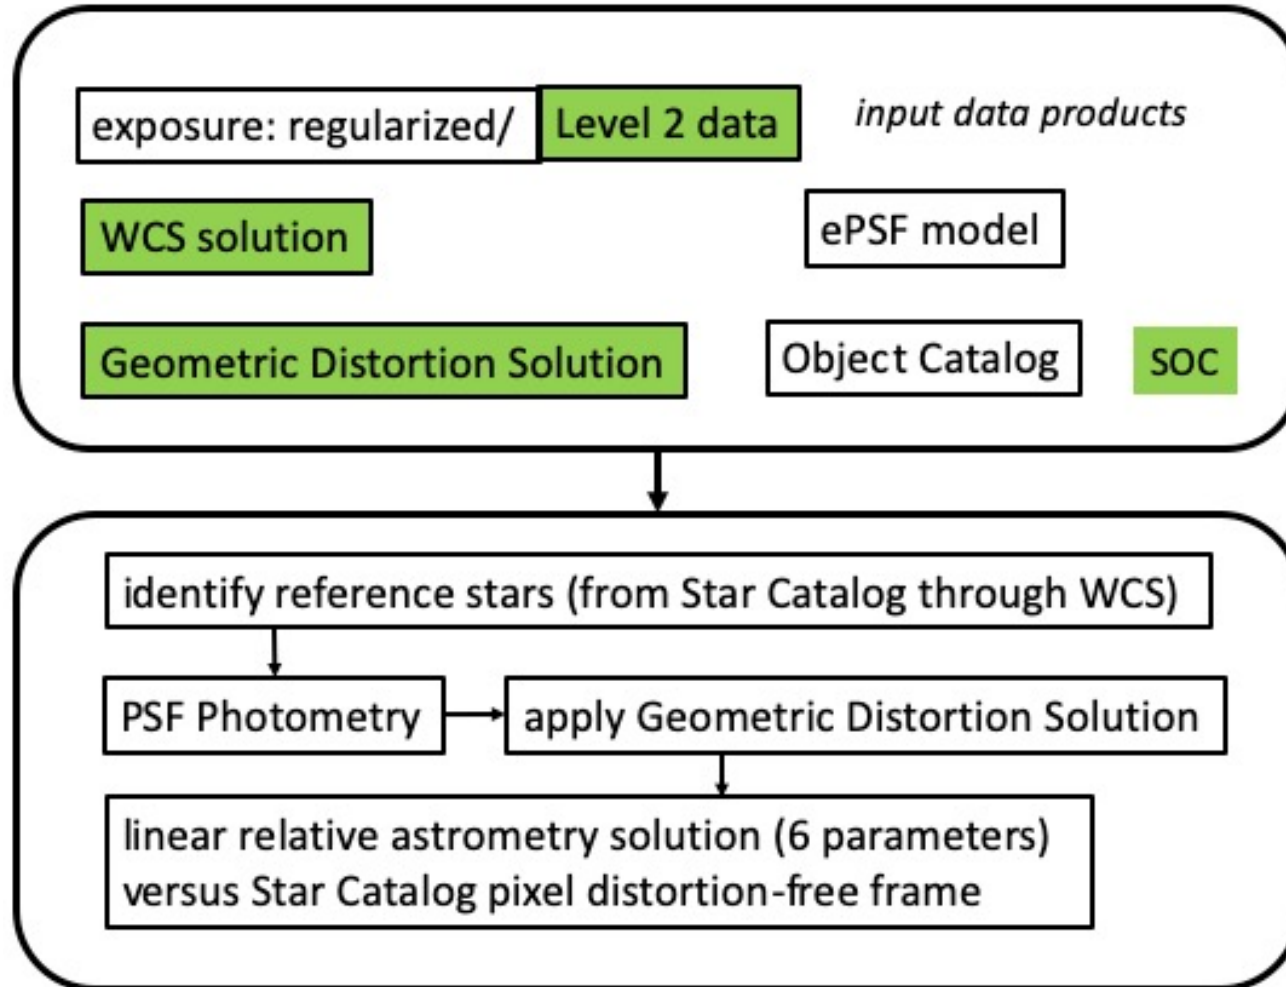 exposure: regularized/ Level 2 data input data products
WCS solution ePSF model
Geometric Distortion Solution Object Catalog SOC
identify reference stars (from Star Catalog through WCS)
PSF Photometry apply Geometric Distortion Solution
linear relative astrometry solution (6 parameters)
versus Star Catalog pixel distortion-free frame